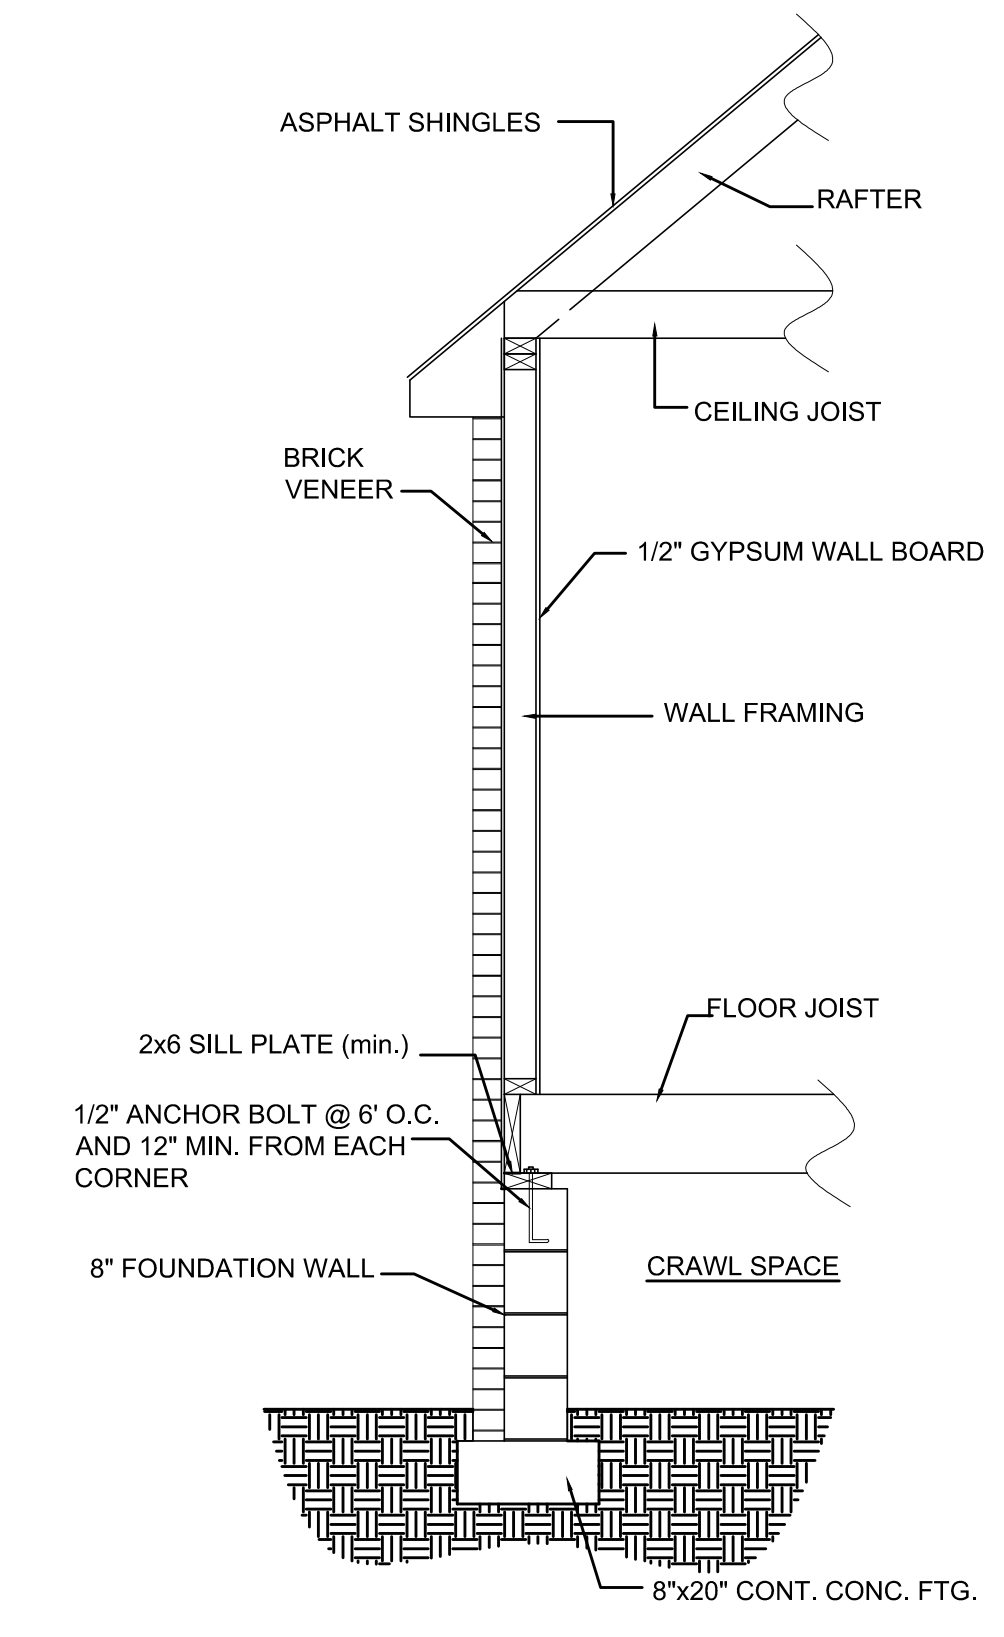 ASPHALT SHINGLES
RAFTER
CEILING JOIST
BRICK
VENEER
1/2" GYPSUM WALL BOARD
WALL FRAMING
FLOOR JOIST
2x6 SILL PLATE (min.)
1/2" ANCHOR BOLT @ 6' O.C.
AND 12" MIN. FROM EACH
CORNER
8" FOUNDATION WALL
CRAWL SPACE
8"x20" CONT. CONC. FTG.